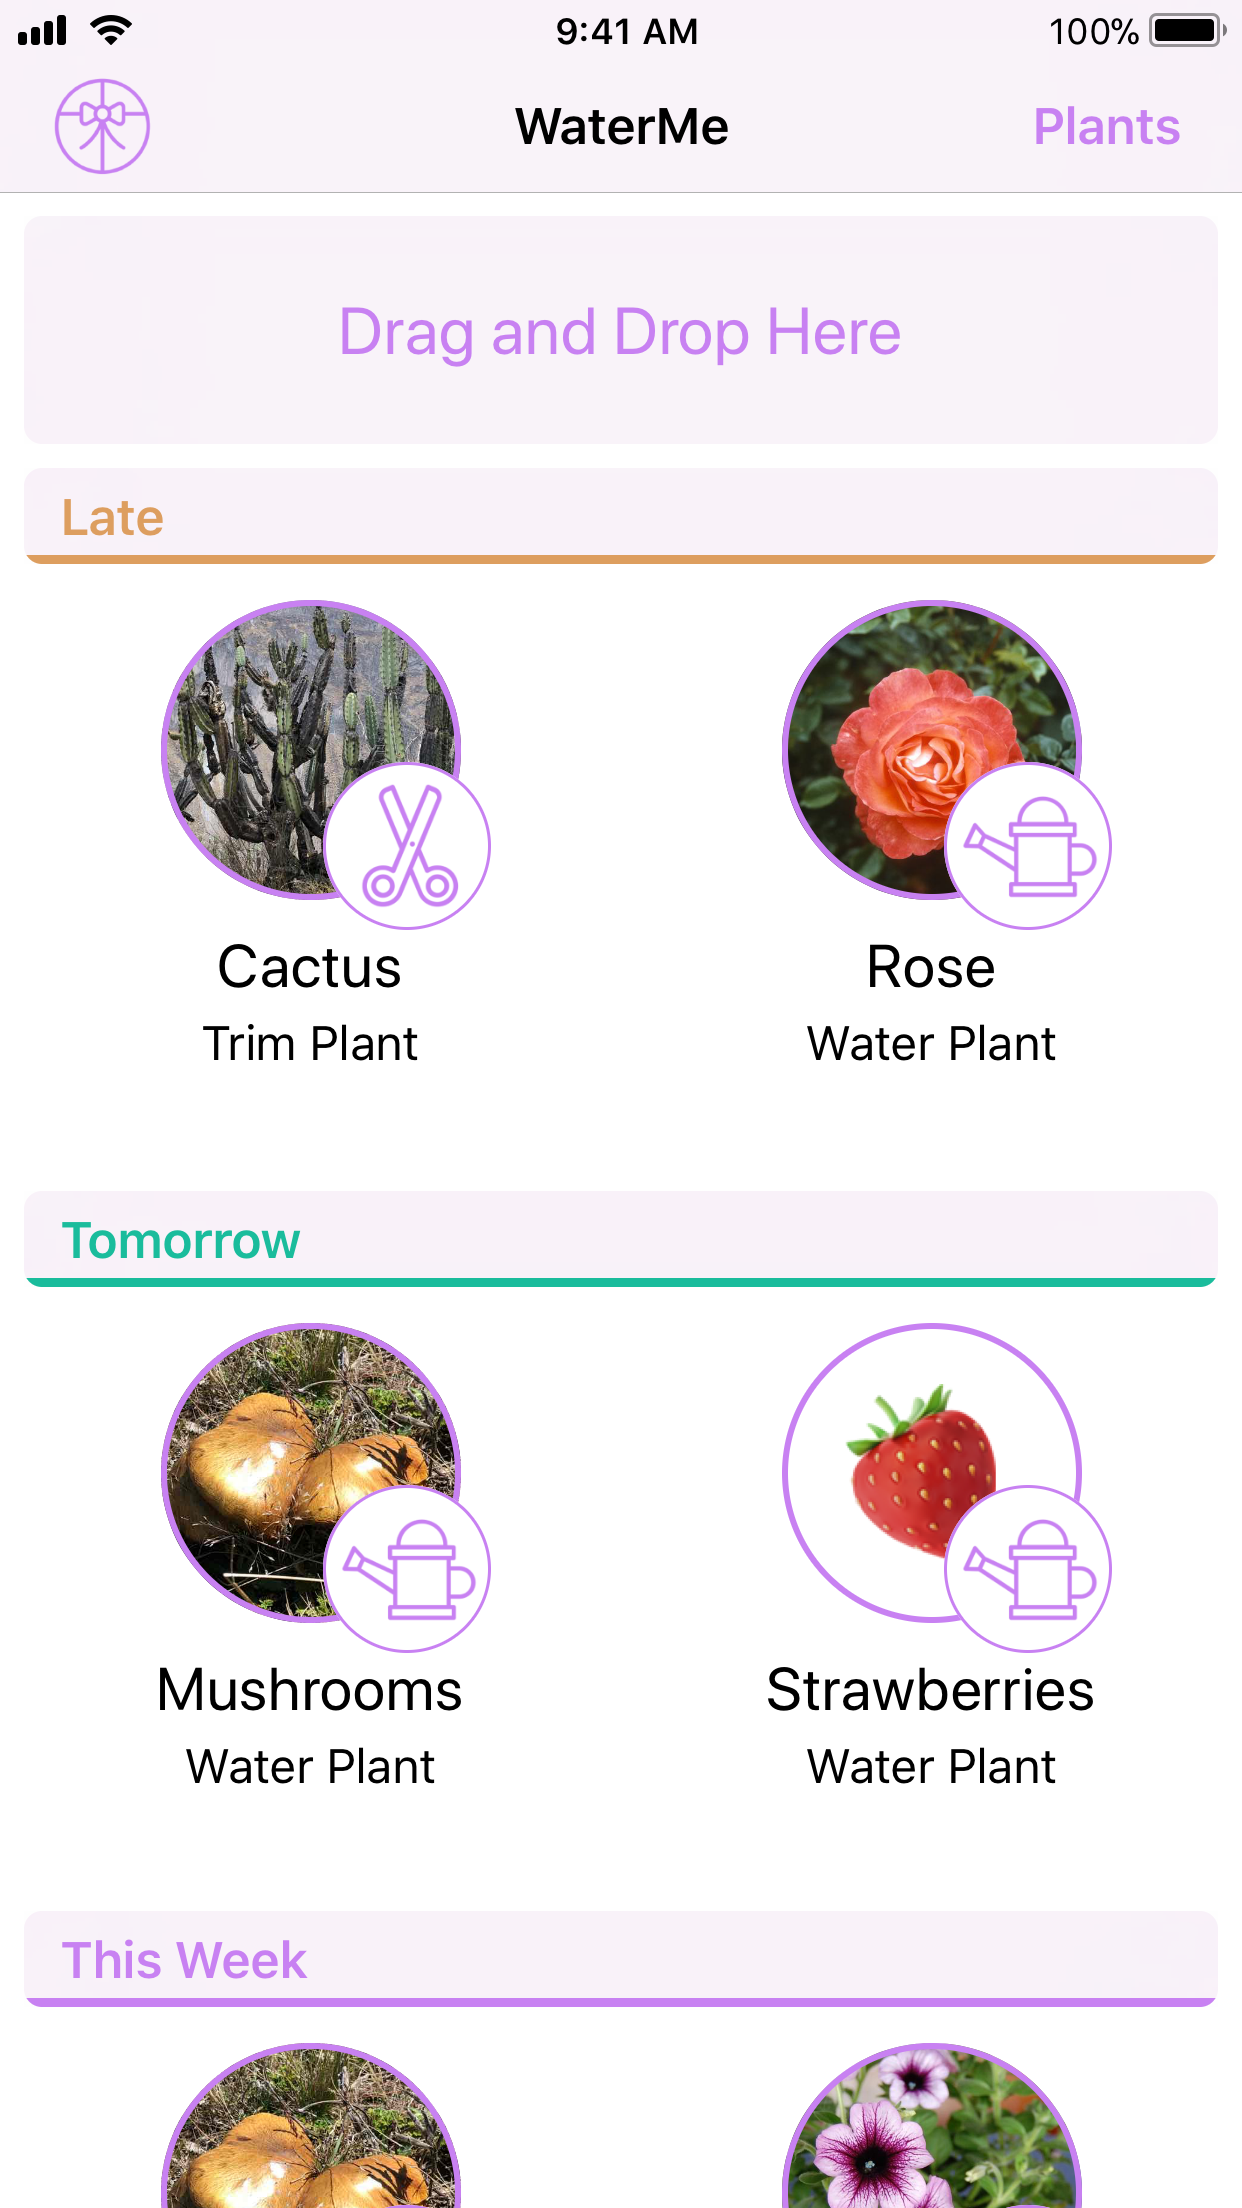 9:41 AM
100%
WaterMe
Plants
Drag and Drop Here
Late
Cactus
Rose
Trim Plant
Water Plant
Tomorrow
Mushrooms
Strawberries
Water Plant
Water Plant
This Week